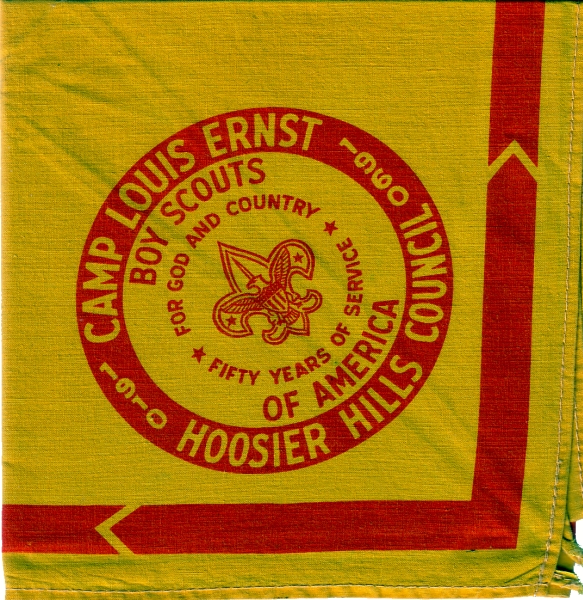 CAMP LOUIS ERNST
1960
HOOSIER HILLS COUNCIL
1910
BOY SCOUTS
OF AMERICA
FOR GOD AND COUNTRY
FIFTY YEARS OF SERVICE